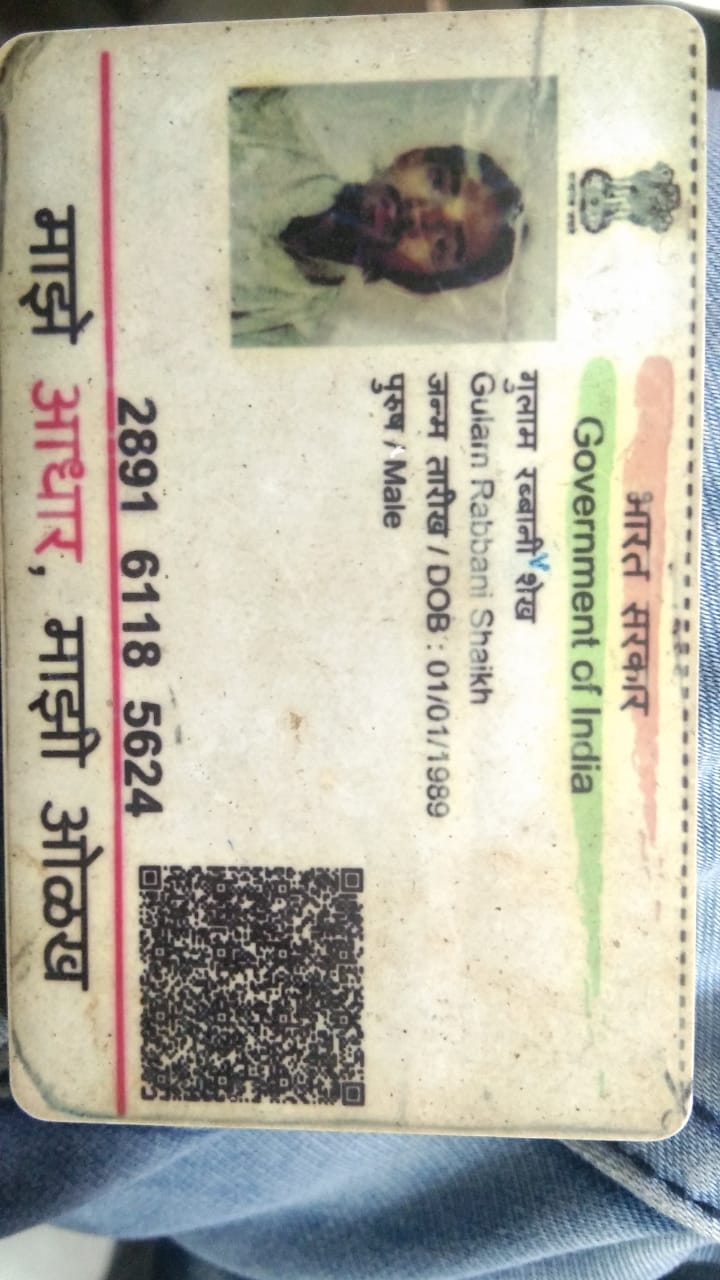 भारत सरकार
Government of India
गुलाम रब्बानी शेख
Gulam Rabbani Shaikh
जन्म तारीख / DOB : 01/01/1989
पुरुष / Male
2891 6118 5624
माझे आधार, माझी ओळख